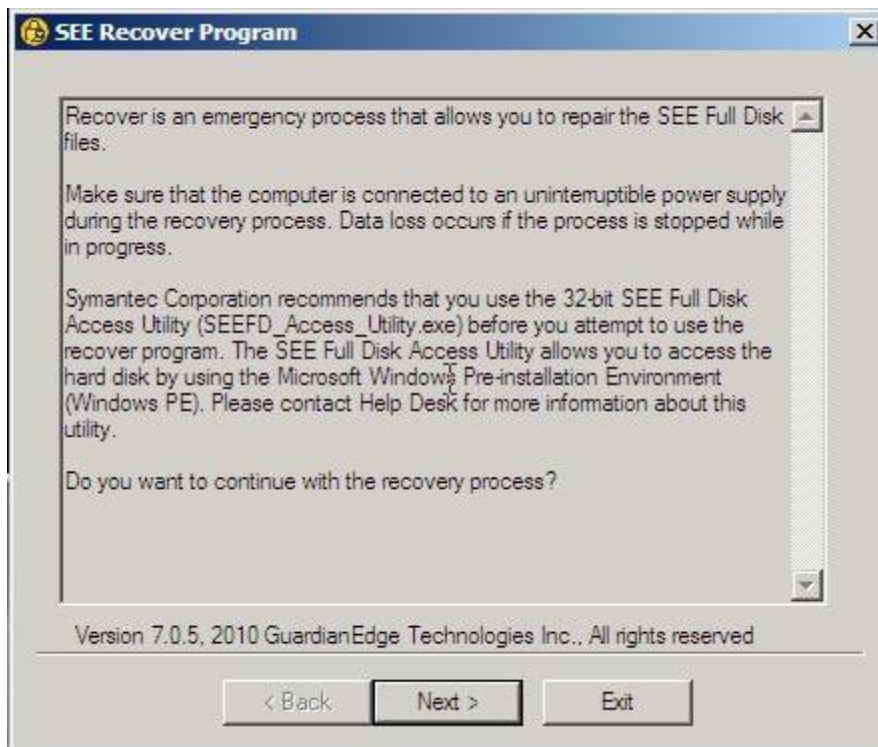 SEE Recover Program
Recover is an emergency process that allows you to repair the SEE Full Disk
files.
Make sure that the computer is connected to an uninterruptible power supply
during the recovery process. Data loss occurs if the process is stopped while
in progress.
Symantec Corporation recommends that you use the 32-bit SEE Full Disk
Access Utility (SEEFD_Access_Utility.exe) before you attempt to use the
recover program. The SEE Full Disk Access Utility allows you to access the
hard disk by using the Microsoft Windows Pre-installation Environment
(Windows PE). Please contact Help Desk for more information about this
utility.
Do you want to continue with the recovery process?
Version 7.0.5, 2010 GuardianEdge Technologies Inc., All rights reserved
< Back
Next >
Exit